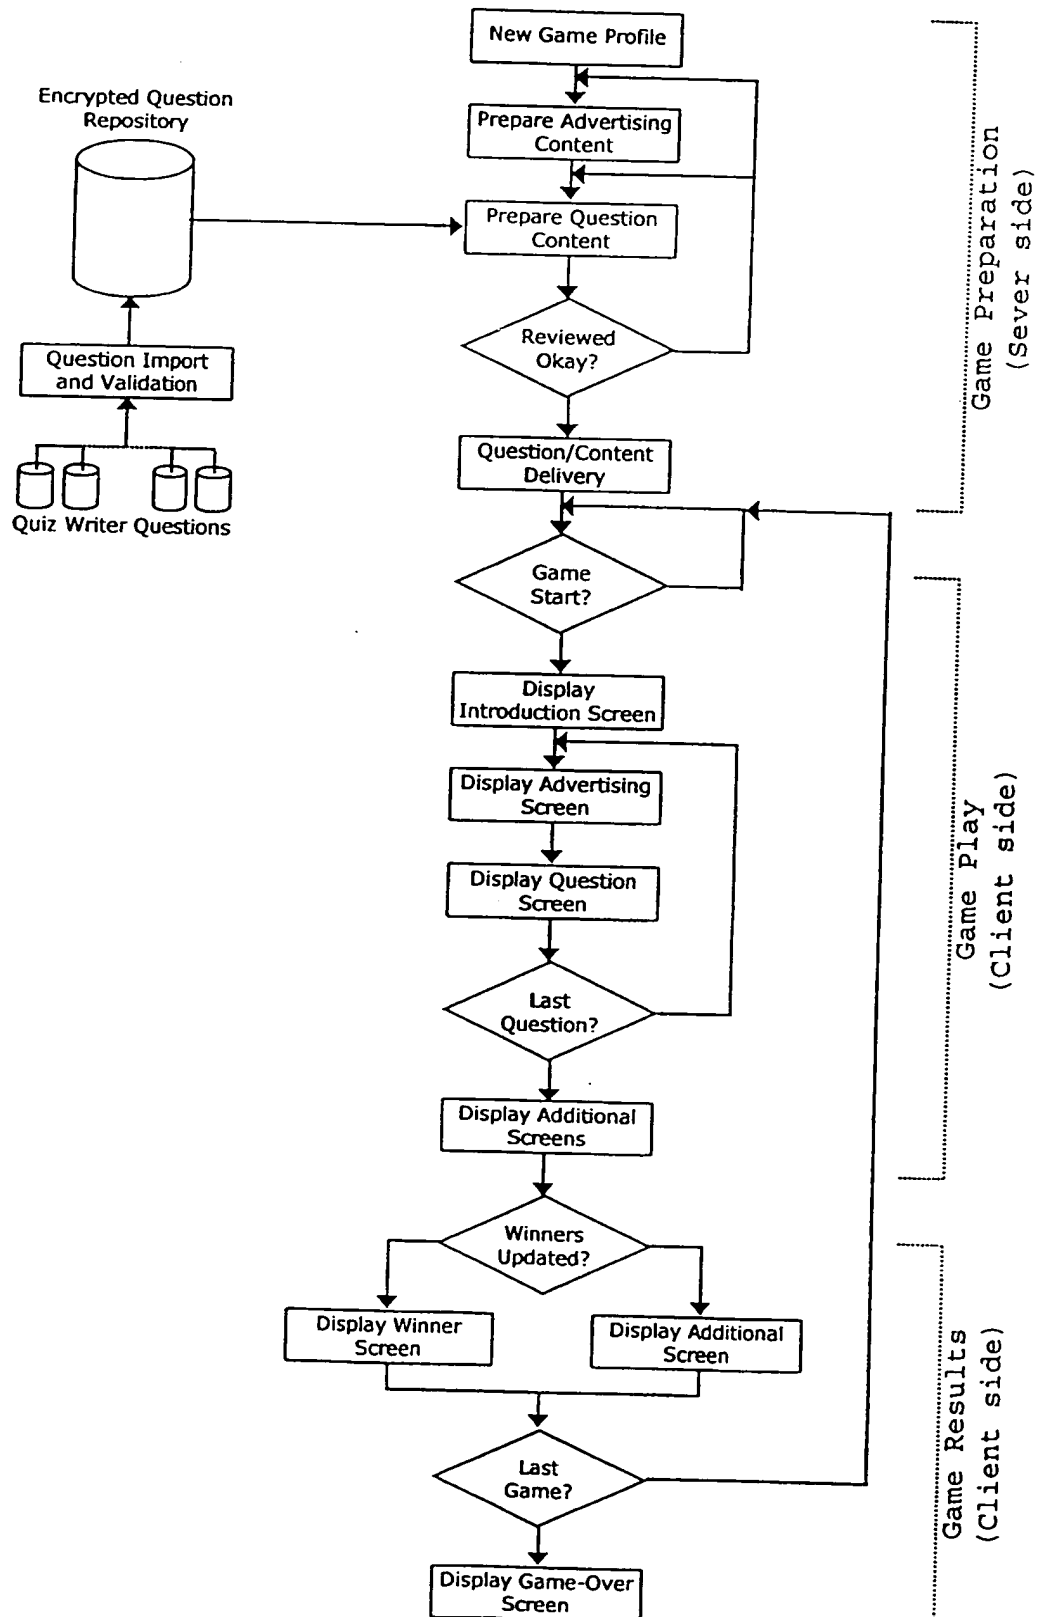 New Game Profile
Encrypted Question
Repository
Prepare Advertising
Content
Prepare Question
Content
Reviewed
Okay?
Question Import
and Validation
Question/Content
Delivery
Quiz Writer Questions
Game Preparation
(Sever side)
Game
Start?
Display
Introduction Screen
Display Advertising
Screen
Display Question
Screen
Last
Question?
Display Additional
Screens
Game Play
(Client side)
Winners
Updated?
Display Winner
Screen
Display Additional
Screen
Last
Game?
Display Game-Over
Screen
Game Results
(Client side)